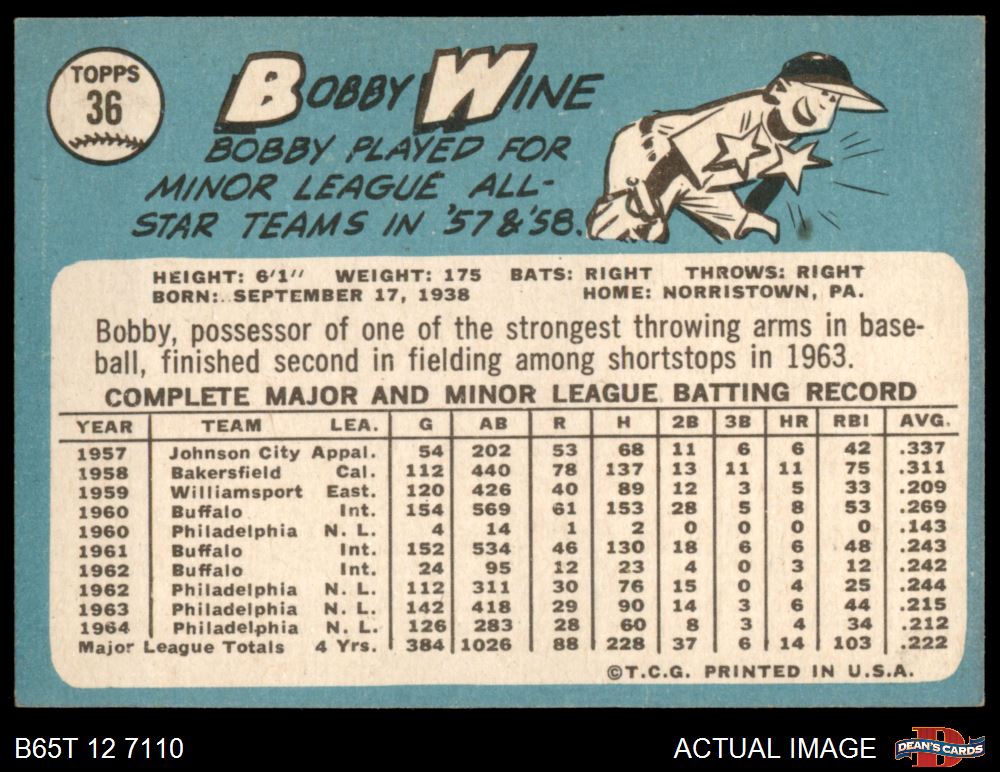 TOPPS
36
BOBBY WINE
BOBBY PLAYED FOR
MINOR LEAGUE ALL-
STAR TEAMS IN '57 & '58.
HEIGHT: 6'1" WEIGHT: 175 BATS: RIGHT THROWS: RIGHT
BORN: SEPTEMBER 17, 1938 HOME: NORRISTOWN, PA.
Bobby, possessor of one of the strongest throwing arms in base-
ball, finished second in fielding among shortstops in 1963.
COMPLETE MAJOR AND MINOR LEAGUE BATTING RECORD
YEAR TEAM LEA. G AB R H 2B 3B HR RBI AVG.
1957 Johnson City Appal. 54 202 53 68 11 6 6 42 .337
1958 Bakersfield Cal. 112 440 78 137 13 11 11 75 .311
1959 Williamsport East. 120 426 40 89 12 3 5 33 .209
1960 Buffalo Int. 154 569 61 153 28 5 8 53 .269
1960 Philadelphia N. L. 4 14 1 2 0 0 0 0 .143
1961 Buffalo Int. 152 534 46 130 18 6 6 48 .243
1962 Buffalo Int. 24 95 12 23 4 0 3 12 .242
1962 Philadelphia N. L. 112 311 30 76 15 0 4 25 .244
1963 Philadelphia N. L. 142 418 29 90 14 3 6 44 .215
1964 Philadelphia N. L. 126 283 28 60 8 3 4 34 .212
Major League Totals 4 Yrs. 384 1026 88 228 37 6 14 103 .222
©T.C.G. PRINTED IN U.S.A.
B65T 12 7110 ACTUAL IMAGE D DEAN'S CARDS